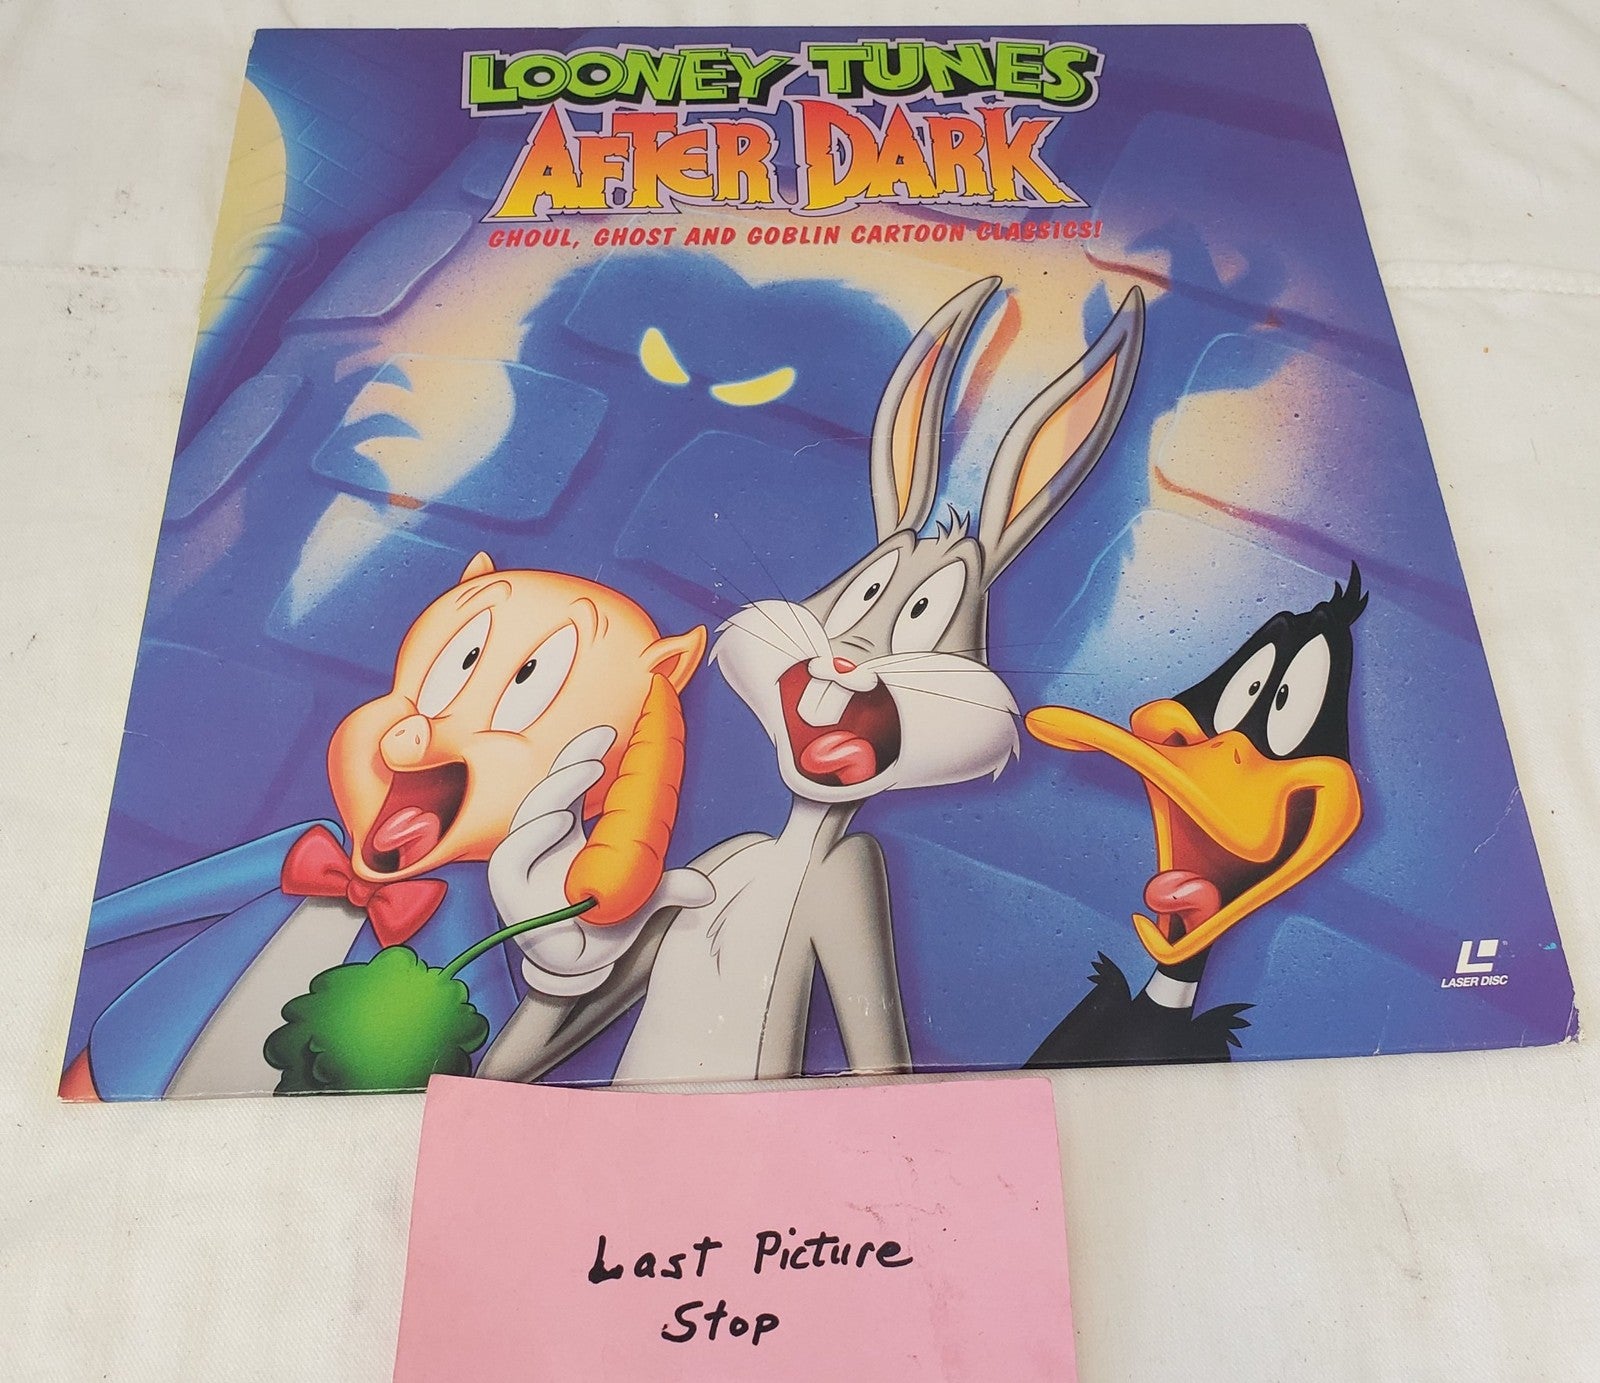 LOONEY TUNES
AFTER DARK
GHOUL, GHOST AND GOBLIN CARTOON CLASSICS!
LASER DISC
Last Picture
Stop